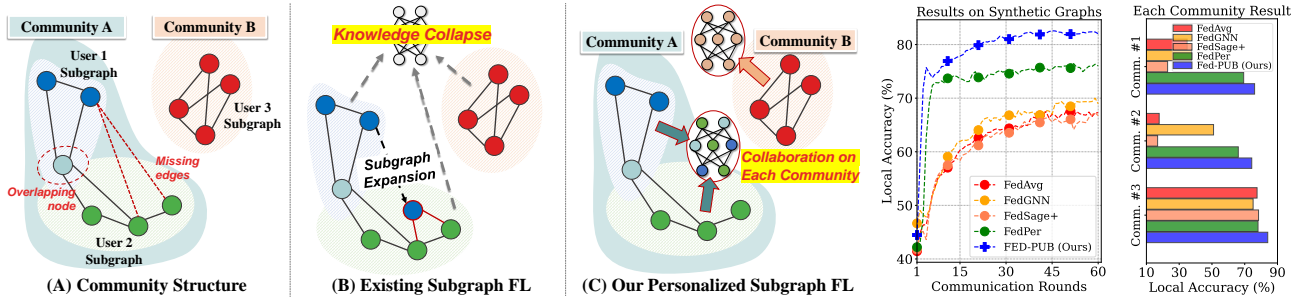 Community A
Community B
User 1
Subgraph
User 3
Subgraph
Missing
edges
Overlapping
node
User 2
Subgraph
(A) Community Structure
Knowledge Collapse
Subgraph
Expansion
(B) Existing Subgraph FL
Community A
Community B
Collaboration on
Each Community
(C) Our Personalized Subgraph FL
Results on Synthetic Graphs
Local Accuracy (%)
80
70
60
50
40
FedAvg
FedGNN
FedSage+
FedPer
FED-PUB (Ours)
1 15 30 45 60
Communication Rounds
Each Community Result
FedAvg
FedGNN
FedSage+
FedPer
Fed-PUB (Ours)
Comm. #1
Comm. #2
Comm. #3
10 30 50 70 90
Local Accuracy (%)